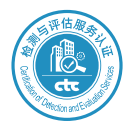 检测与评估服务认证
ctc
Certification of Detection and Evaluation Services